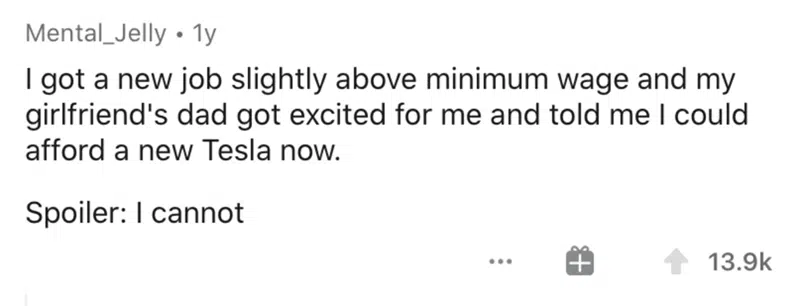 Mental_Jelly • 1y
I got a new job slightly above minimum wage and my
girlfriend's dad got excited for me and told me I could
afford a new Tesla now.
Spoiler: I cannot
... 13.9k